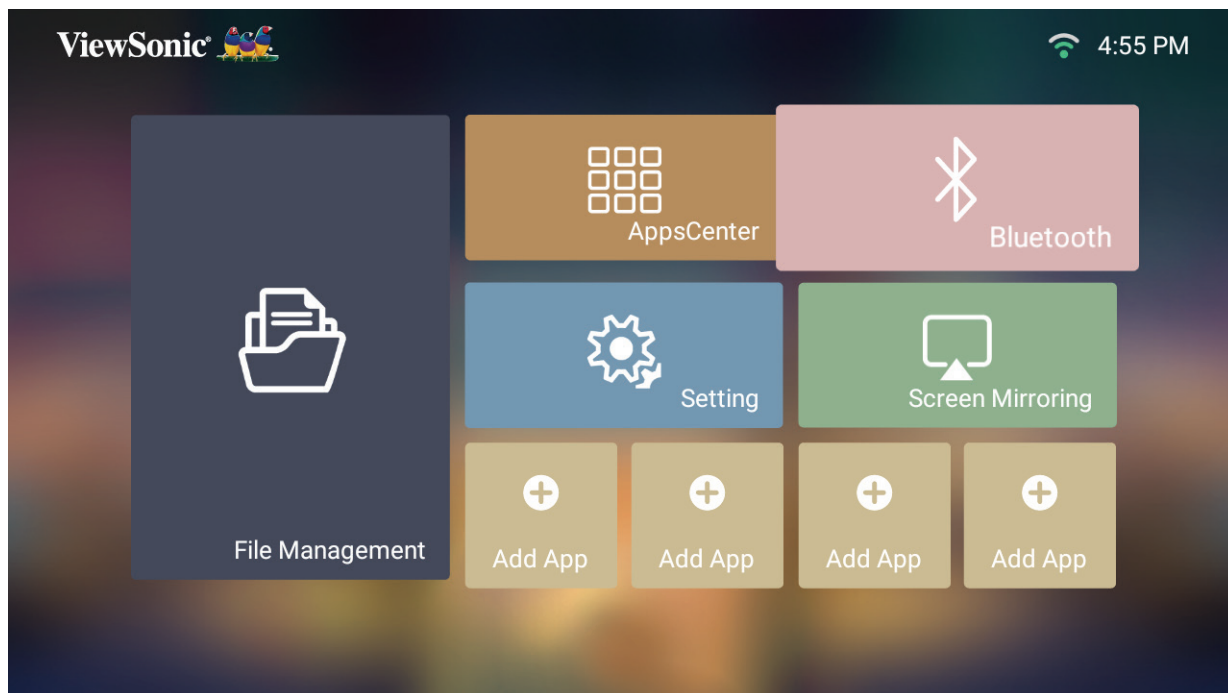 ViewSonic®
4:55 PM
AppsCenter
Bluetooth
Setting
Screen Mirroring
File Management
Add App
Add App
Add App
Add App